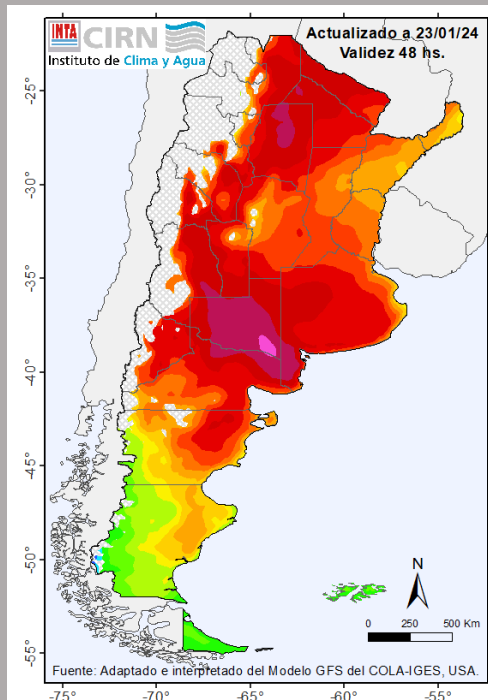 INTA CIRN
Instituto de Clima y Agua
Actualizado a 23/01/24
Validez 48 hs.
-25°
-30°
-35°
-40°
-45°
-50°
-55°
N
0 250 500 Km
Fuente: Adaptado e interpretado del Modelo GFS del COLA-IGES, USA.
-75° -70° -65° -60° -55°